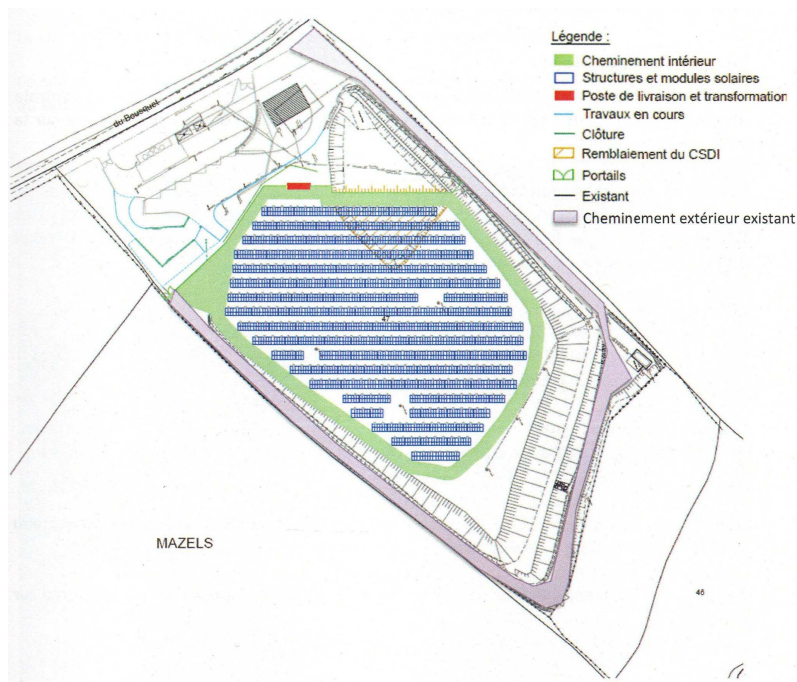 Légende :
Cheminement intérieur
Structures et modules solaires
Poste de livraison et transformation
Travaux en cours
Clôture
Remblaiement du CSDI
Portails
Existant
Cheminement extérieur existant
du Bousquet
47
MAZELS
46